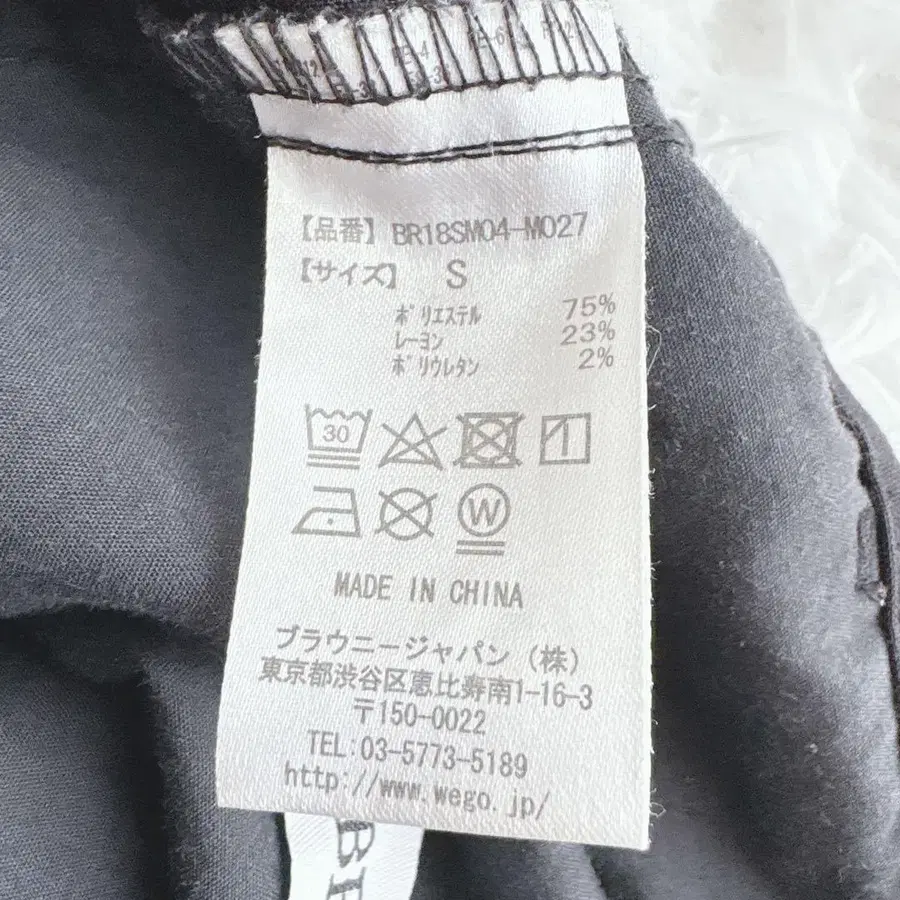 【品番】 BR18SM04-M027
【サイズ】 S
ポリエステル 75%
レーヨン 23%
ポリウレタン 2%
30
W
MADE IN CHINA
ブラウニージャパン (株)
東京都渋谷区恵比寿南1-16-3
〒150-0022
TEL:03-5773-5189
http://www.wego.jp/